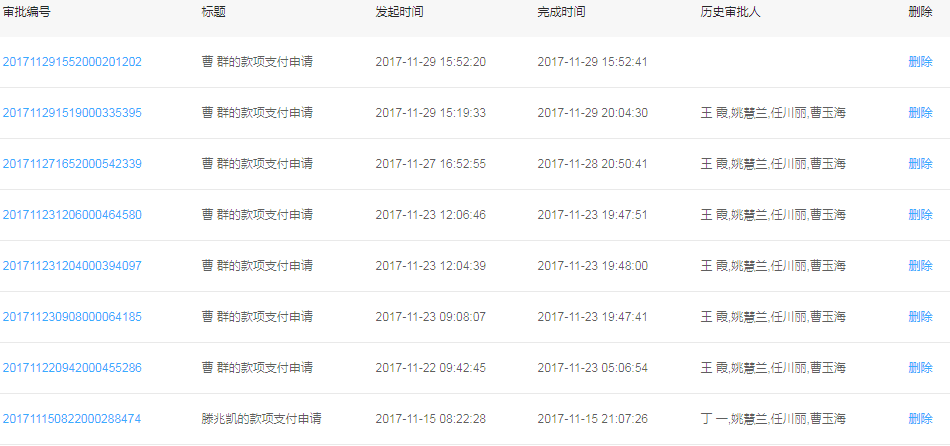 审批编号 标题 发起时间 完成时间 历史审批人 删除
201711291552000201202 曹 群的款项支付申请 2017-11-29 15:52:20 2017-11-29 15:52:41 删除
201711291519000335395 曹 群的款项支付申请 2017-11-29 15:19:33 2017-11-29 20:04:30 王 霞,姚慧兰,任川丽,曹玉海 删除
201711271652000542339 曹 群的款项支付申请 2017-11-27 16:52:55 2017-11-28 20:50:41 王 霞,姚慧兰,任川丽,曹玉海 删除
201711231206000464580 曹 群的款项支付申请 2017-11-23 12:06:46 2017-11-23 19:47:51 王 霞,姚慧兰,任川丽,曹玉海 删除
201711231204000394097 曹 群的款项支付申请 2017-11-23 12:04:39 2017-11-23 19:48:00 王 霞,姚慧兰,任川丽,曹玉海 删除
201711230908000064185 曹 群的款项支付申请 2017-11-23 09:08:07 2017-11-23 19:47:41 王 霞,姚慧兰,任川丽,曹玉海 删除
201711220942000455286 曹 群的款项支付申请 2017-11-22 09:42:45 2017-11-23 05:06:54 王 霞,姚慧兰,任川丽,曹玉海 删除
201711150822000288474 滕兆凯的款项支付申请 2017-11-15 08:22:28 2017-11-15 21:07:26 丁 一,姚慧兰,任川丽,曹玉海 删除